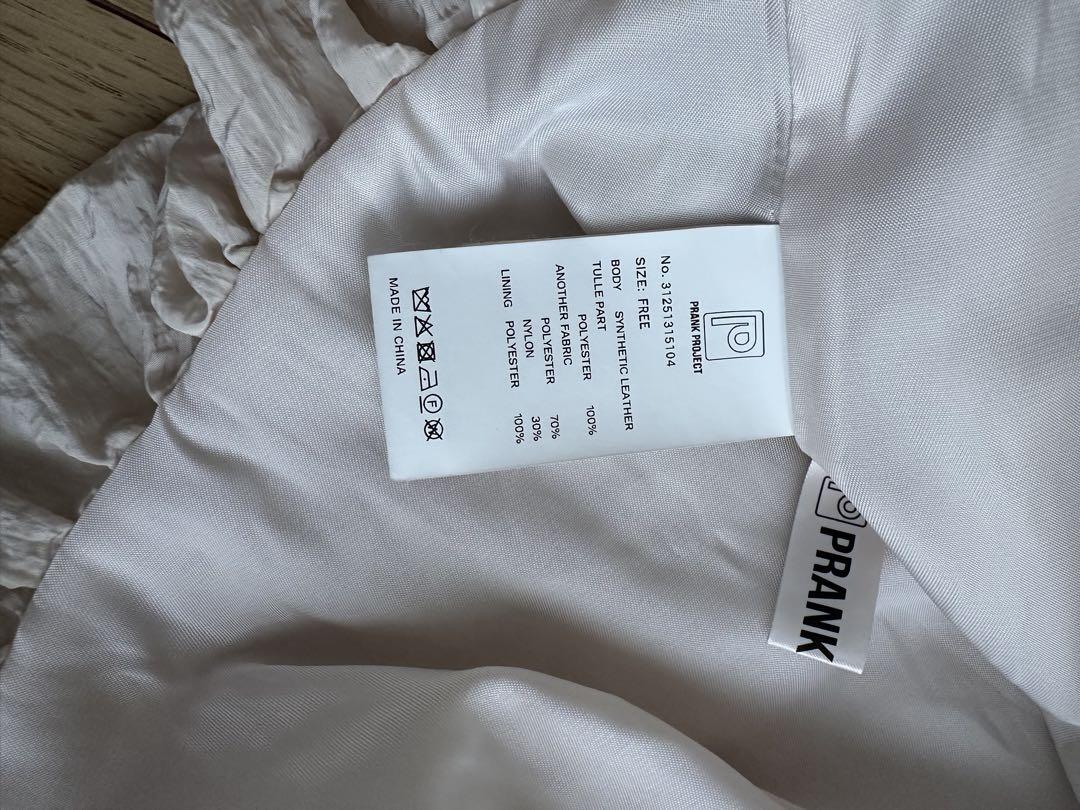 PRANK PROJECT
No. 31251315104
SIZE: FREE
BODY SYNTHETIC LEATHER
TULLE PART
POLYESTER 100%
ANOTHER FABRIC
POLYESTER 70%
NYLON 30%
LINING POLYESTER 100%
F
W
MADE IN CHINA
PRANK